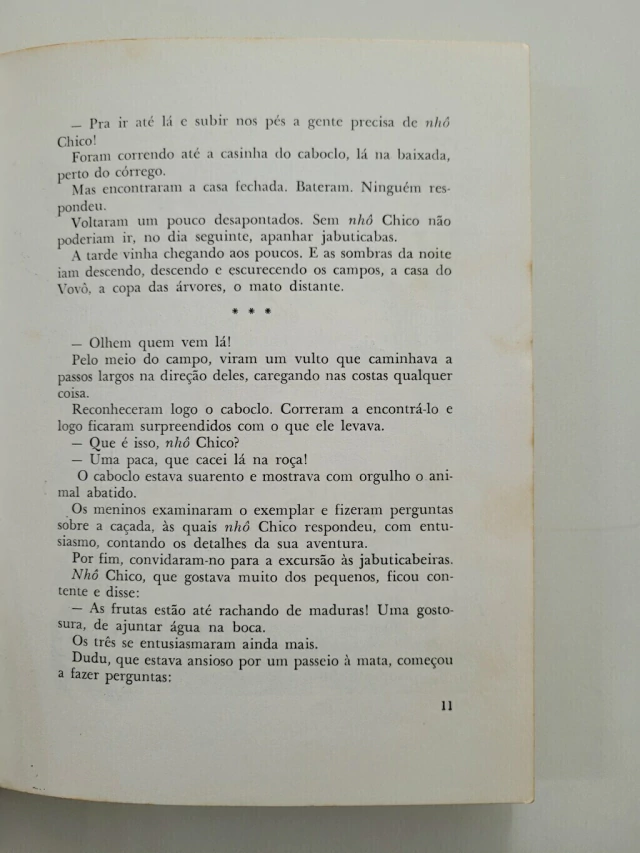 — Pra ir até lá e subir nos pés a gente precisa de nhô
Chico!
Foram correndo até a casinha do caboclo, lá na baixada,
perto do córrego.
Mas encontraram a casa fechada. Bateram. Ninguém res-
pondeu.
Voltaram um pouco desapontados. Sem nhô Chico não
poderiam ir, no dia seguinte, apanhar jabuticabas.
A tarde vinha chegando aos poucos. E as sombras da noite
iam descendo, descendo e escurecendo os campos, a casa do
Vovô, a copa das árvores, o mato distante.
* * *
— Olhem quem vem lá!
Pelo meio do campo, viram um vulto que caminhava a
passos largos na direção deles, carregando nas costas qualquer
coisa.
Reconheceram logo o caboclo. Correram a encontrá-lo e
logo ficaram surpreendidos com o que ele levava.
— Que é isso, nhô Chico?
— Uma paca, que cacei lá na roça!
O caboclo estava suarento e mostrava com orgulho o ani-
mal abatido.
Os meninos examinaram o exemplar e fizeram perguntas
sobre a caçada, às quais nhô Chico respondeu, com entu-
siasmo, contando os detalhes da sua aventura.
Por fim, convidaram-no para a excursão às jabuticabeiras.
Nhô Chico, que gostava muito dos pequenos, ficou con-
tente e disse:
— As frutas estão até rachando de maduras! Uma gosto-
sura, de ajuntar água na boca.
Os três se entusiasmaram ainda mais.
Dudu, que estava ansioso por um passeio à mata, começou
a fazer perguntas:
11